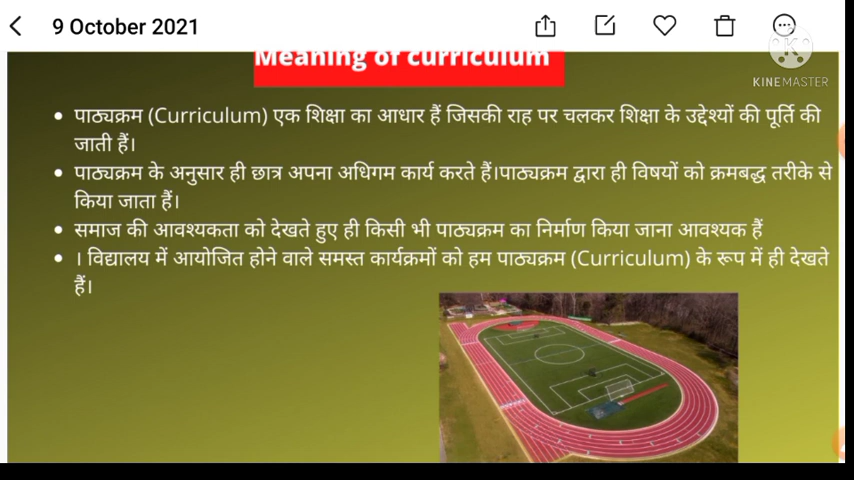 9 October 2021
KINEMASTER
Meaning of curriculum
पाठ्यक्रम (Curriculum) एक शिक्षा का आधार हैं जिसकी राह पर चलकर शिक्षा के उद्देश्यों की पूर्ति की
जाती हैं।
पाठ्यक्रम के अनुसार ही छात्र अपना अधिगम कार्य करते हैं।पाठ्यक्रम द्वारा ही विषयों को क्रमबद्ध तरीके से
किया जाता हैं।
समाज की आवश्यकता को देखते हुए ही किसी भी पाठ्यक्रम का निर्माण किया जाना आवश्यक हैं
। विद्यालय में आयोजित होने वाले समस्त कार्यक्रमों को हम पाठ्यक्रम (Curriculum) के रूप में ही देखते
हैं।